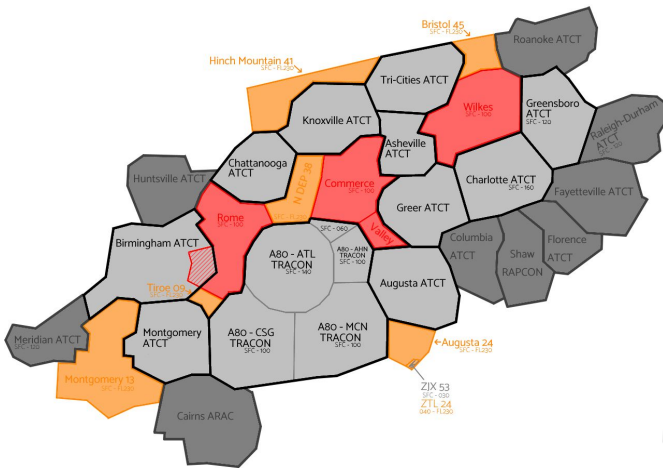 Bristol 45
SFC - FL230
Roanoke ATCT
Hinch Mountain 41
SFC - FL230
Tri-Cities ATCT
Wilkes
SFC - 100
Greensboro
ATCT
SFC - 120
Knoxville ATCT
Asheville
ATCT
Raleigh-Durham
ATCT
Chattanooga
ATCT
N DEP 38
Commerce
SFC - 100
Charlotte ATCT
SFC - 160
Huntsville ATCT
Fayetteville ATCT
Greer ATCT
Rome
SFC - 100
Valley
Birmingham ATCT
SFC - 060
Columbia
ATCT
Shaw
RAPCON
Florence
ATCT
A80 - ATL
TRACON
SFC - 140
A80 - AHN
TRACON
SFC - 100
Augusta ATCT
Tiroe 09
Meridian ATCT
SFC - 120
Montgomery
ATCT
A80 - CSG
TRACON
SFC - 100
A80 - MCN
TRACON
SFC - 100
Augusta 24
SFC - FL230
Montgomery 13
SFC - FL230
ZJX 53
SFC - 030
ZTL 24
040 - FL230
Cairns ARAC